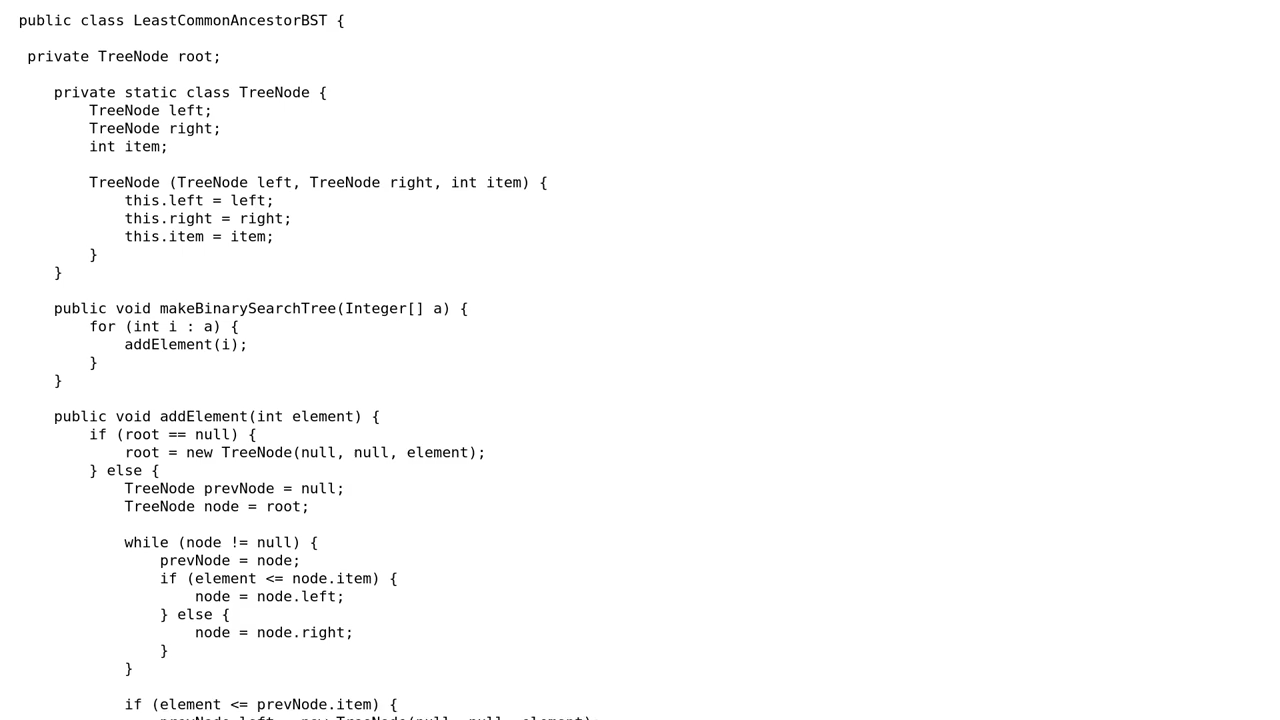 public class LeastCommonAncestorBST {
private TreeNode root;
private static class TreeNode {
TreeNode left;
TreeNode right;
int item;
TreeNode (TreeNode left, TreeNode right, int item) {
this.left = left;
this.right = right;
this.item = item;
}
}
public void makeBinarySearchTree(Integer[] a) {
for (int i : a) {
addElement(i);
}
}
public void addElement(int element) {
if (root == null) {
root = new TreeNode(null, null, element);
} else {
TreeNode prevNode = null;
TreeNode node = root;
while (node != null) {
prevNode = node;
if (element <= node.item) {
node = node.left;
} else {
node = node.right;
}
}
if (element <= prevNode.item) {